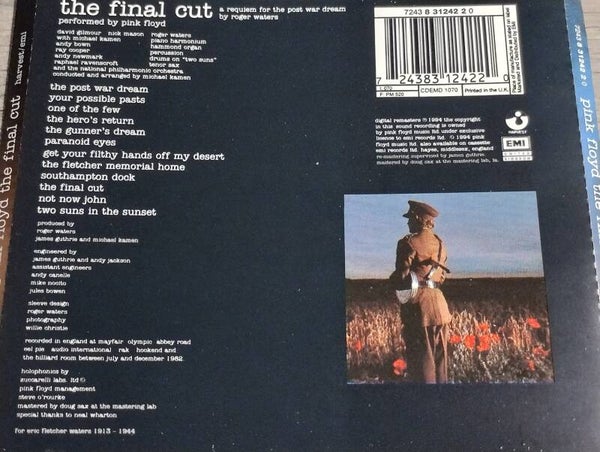 the final cut
a requiem for the post war dream
by roger waters
performed by pink floyd
david gilmour nick mason roger waters
with michael kamen piano harmonium
andy bown hammond organ
ray cooper percussion
andy newmark drums on "two suns"
raphael ravenscroft tenor sax
and the national philharmonic orchestra
conducted and arranged by michael kamen
the post war dream
your possible pasts
one of the few
the hero's return
the gunner's dream
paranoid eyes
get your filthy hands off my desert
the fletcher memorial home
southampton dock
the final cut
not now john
two suns in the sunset
produced by
roger waters
james guthrie and michael kamen
engineered by
james guthrie and andy jackson
assistant engineers
andy canelle
mike nocito
jules bowen
sleeve design
roger waters
photography
willie christie
recorded in england at mayfair olympic abbey road
eel pie audio international rak hookend and
the billiard room between july and december 1982.
holophonics by
zuccarelli labs. ltd ©
pink floyd management
steve o'rourke
mastered by doug sax at the mastering lab
special thanks to neal wharton
for eric fletcher waters 1913 - 1944
7243 8 31242 2 0
7 24383 12422 0
F: PM 520
CDEMD 1070
Printed in the U.K.
digital remasters ℗ 1994 the copyright
in this sound recording is owned by
pink floyd music ltd under exclusive
licence to emi records ltd. © 1994 pink
floyd music ltd. also available on cassette
emi records ltd. hayes, middlesex, england
re-mastering supervised by james guthrie.
mastered by doug sax at the mastering lab, la.
HARVEST
EMI
floyd the final cut
harvest/emi
7243 8 31242 2 0
pink floyd the